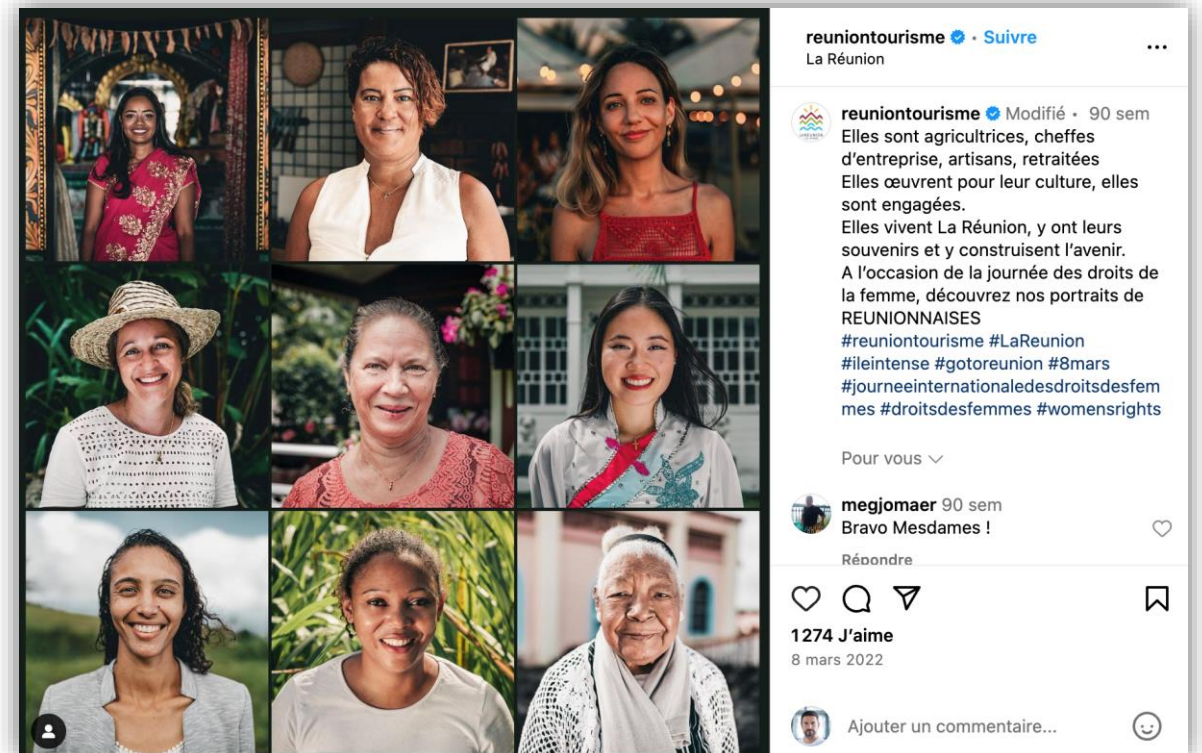 reuniontourisme • Suivre
La Réunion
reuniontourisme Modifié • 90 sem
Elles sont agricultrices, cheffes
d'entreprise, artisans, retraitées
Elles œuvrent pour leur culture, elles
sont engagées.
Elles vivent La Réunion, y ont leurs
souvenirs et y construisent l'avenir.
A l'occasion de la journée des droits de
la femme, découvrez nos portraits de
REUNIONNAISES
#reuniontourisme #LaReunion
#ileintense #gotoreunion #8mars
#journeeinternationaledesdroitsdesfem
mes #droitsdesfemmes #womensrights
Pour vous
megjomaer 90 sem
Bravo Mesdames !
Répondre
1 274 J'aime
8 mars 2022
Ajouter un commentaire...